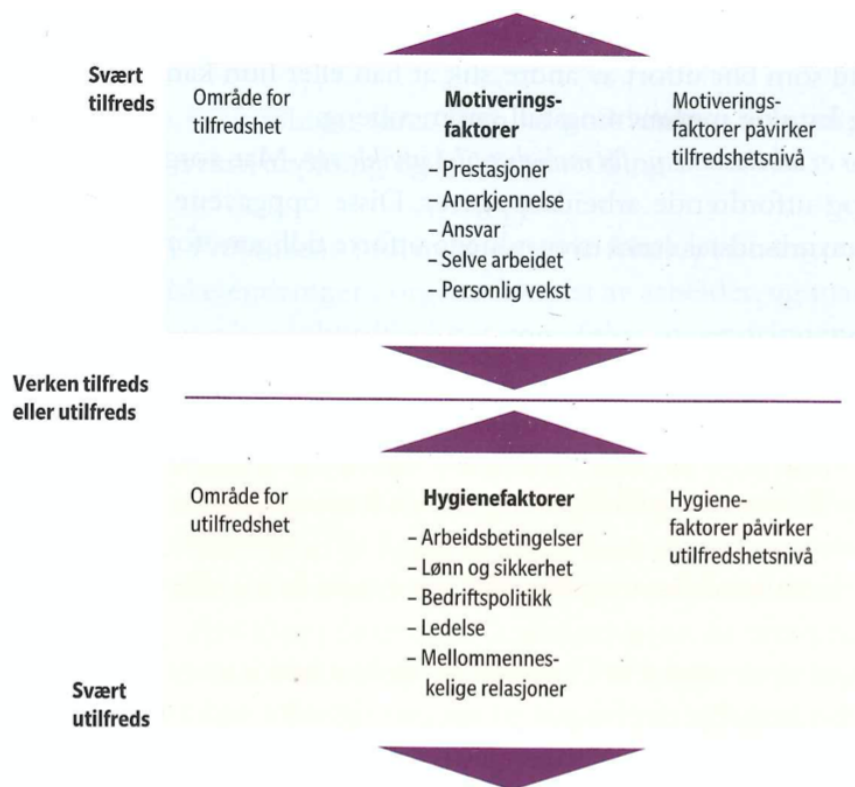 Svært
tilfreds
Område for
tilfredshet
Motiverings-
faktorer
– Prestasjoner
– Anerkjennelse
– Ansvar
– Selve arbeidet
– Personlig vekst
Motiverings-
faktorer påvirker
tilfredshetsnivå
Verken tilfreds
eller utilfreds
Område for
utilfredshet
Hygienefaktorer
– Arbeidsbetingelser
– Lønn og sikkerhet
– Bedriftspolitikk
– Ledelse
– Mellommennes-
kelige relasjoner
Hygiene-
faktorer påvirker
utilfredshetsnivå
Svært
utilfreds